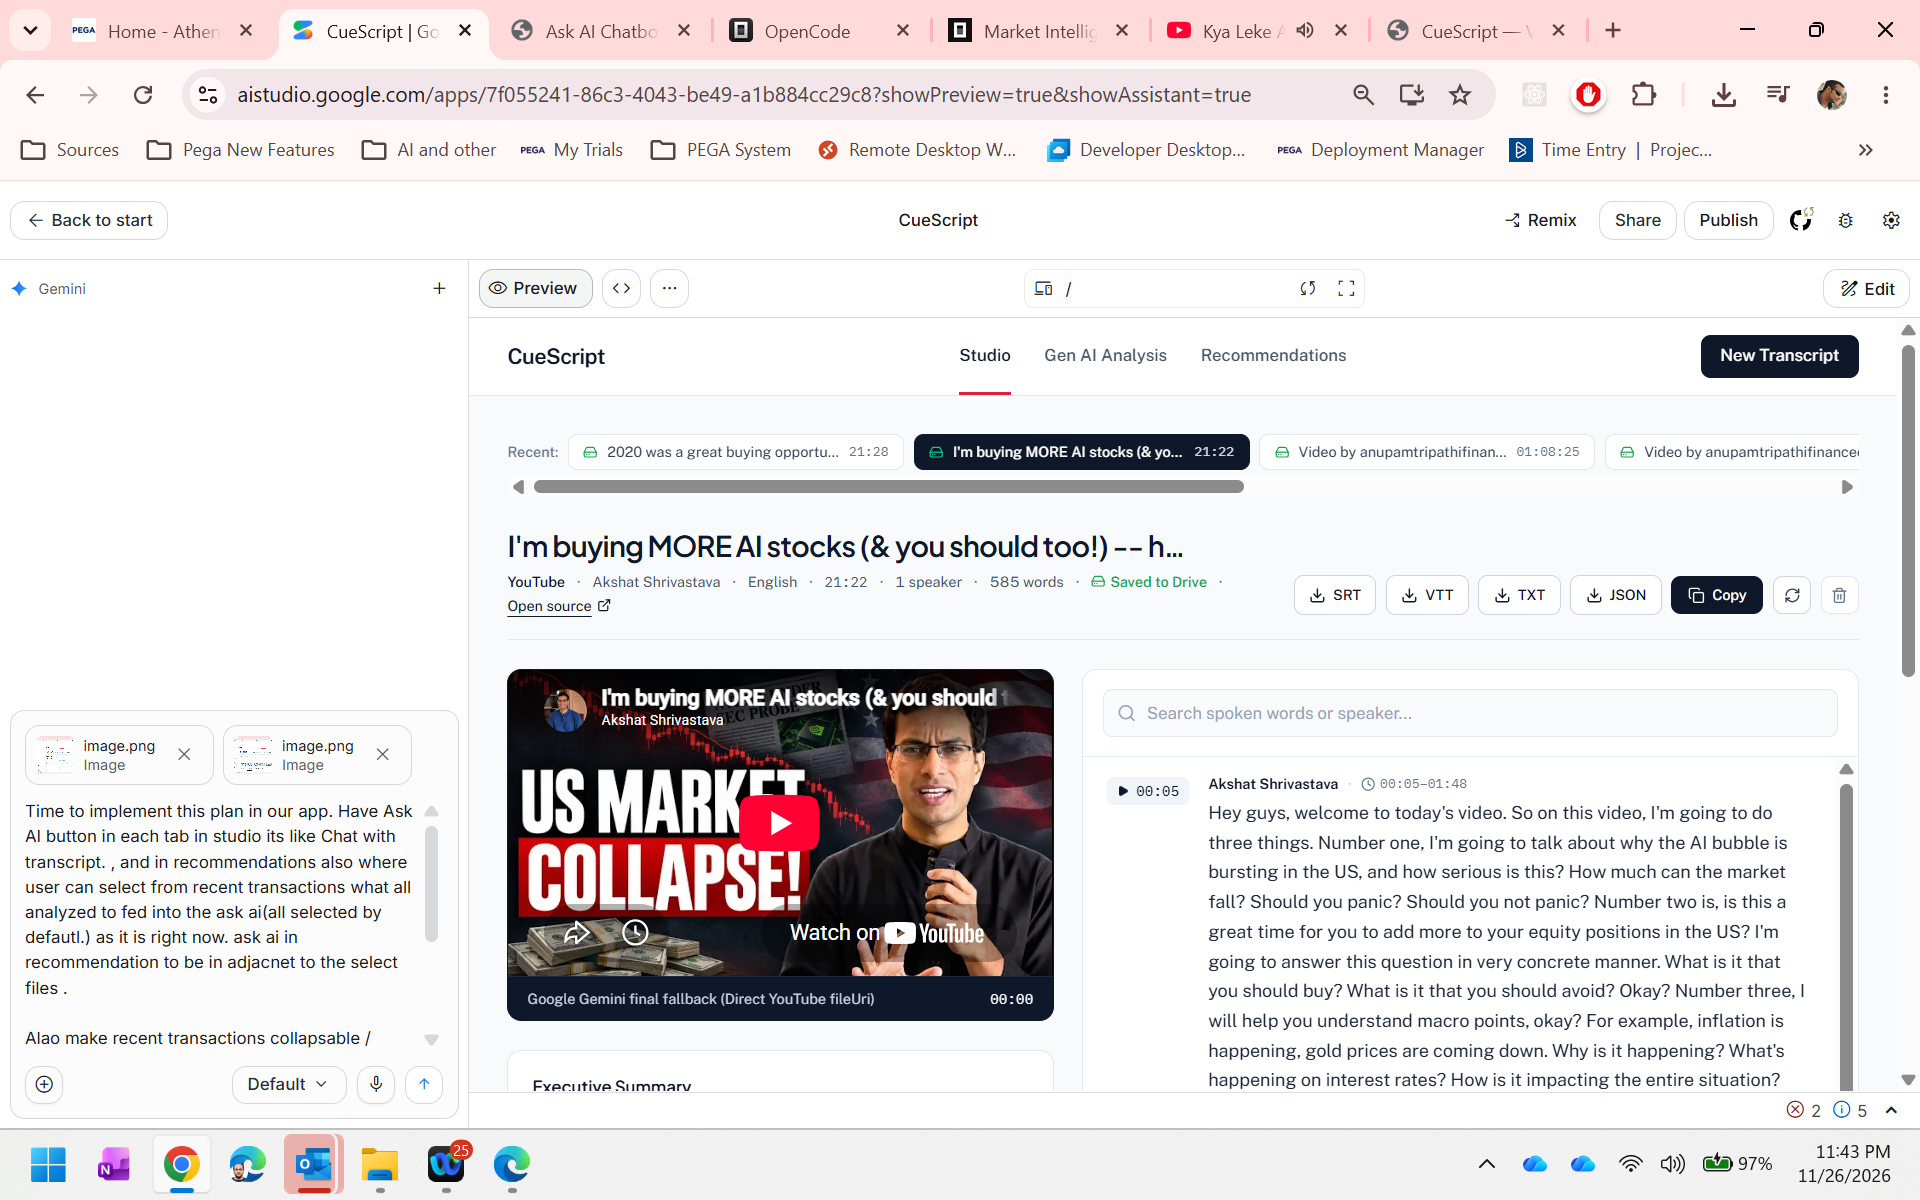 Home - Athen
CueScript | Go
Ask AI Chatbo
OpenCode
Market Intellig
Kya Leke A
CueScript —
aistudio.google.com/apps/7f055241-86c3-4043-be49-a1b884cc29c8?showPreview=true&showAssistant=true
Sources
Pega New Features
AI and other
PEGA My Trials
PEGA System
Remote Desktop W...
Developer Desktop...
PEGA Deployment Manager
Time Entry | Projec...
Back to start
CueScript
Remix
Share
Publish
Gemini
Preview
/
Edit
CueScript
Studio
Gen AI Analysis
Recommendations
New Transcript
Recent:
2020 was a great buying opportu... 21:28
I'm buying MORE AI stocks (& yo... 21:22
Video by anupamtripathifinan... 01:08:25
Video by anupamtripathifinance
I'm buying MORE AI stocks (& you should too!) -- h...
YouTube · Akshat Shrivastava · English · 21:22 · 1 speaker · 585 words · Saved to Drive ·
Open source
SRT
VTT
TXT
JSON
Copy
I'm buying MORE AI stocks (& you should t
Akshat Shrivastava
US MARKET
COLLAPSE!
Watch on YouTube
Google Gemini final fallback (Direct YouTube fileUri) 00:00
Executive Summary
Search spoken words or speaker...
00:05
Akshat Shrivastava · 00:05–01:48
Hey guys, welcome to today's video. So on this video, I'm going to do
three things. Number one, I'm going to talk about why the AI bubble is
bursting in the US, and how serious is this? How much can the market
fall? Should you panic? Should you not panic? Number two is, is this a
great time for you to add more to your equity positions in the US? I'm
going to answer this question in very concrete manner. What is it that
you should buy? What is it that you should avoid? Okay? Number three, I
will help you understand macro points, okay? For example, inflation is
happening, gold prices are coming down. Why is it happening? What's
happening on interest rates? How is it impacting the entire situation?
image.png
Image
image.png
Image
Time to implement this plan in our app. Have Ask
AI button in each tab in studio its like Chat with
transcript. , and in recommendations also where
user can select from recent transactions what all
analyzed to fed into the ask ai(all selected by
defautl.) as it is right now. ask ai in
recommendation to be in adjacnet to the select
files .
Alao make recent transactions collapsable /
Default
2
5
25
97%
11:43 PM
11/26/2026